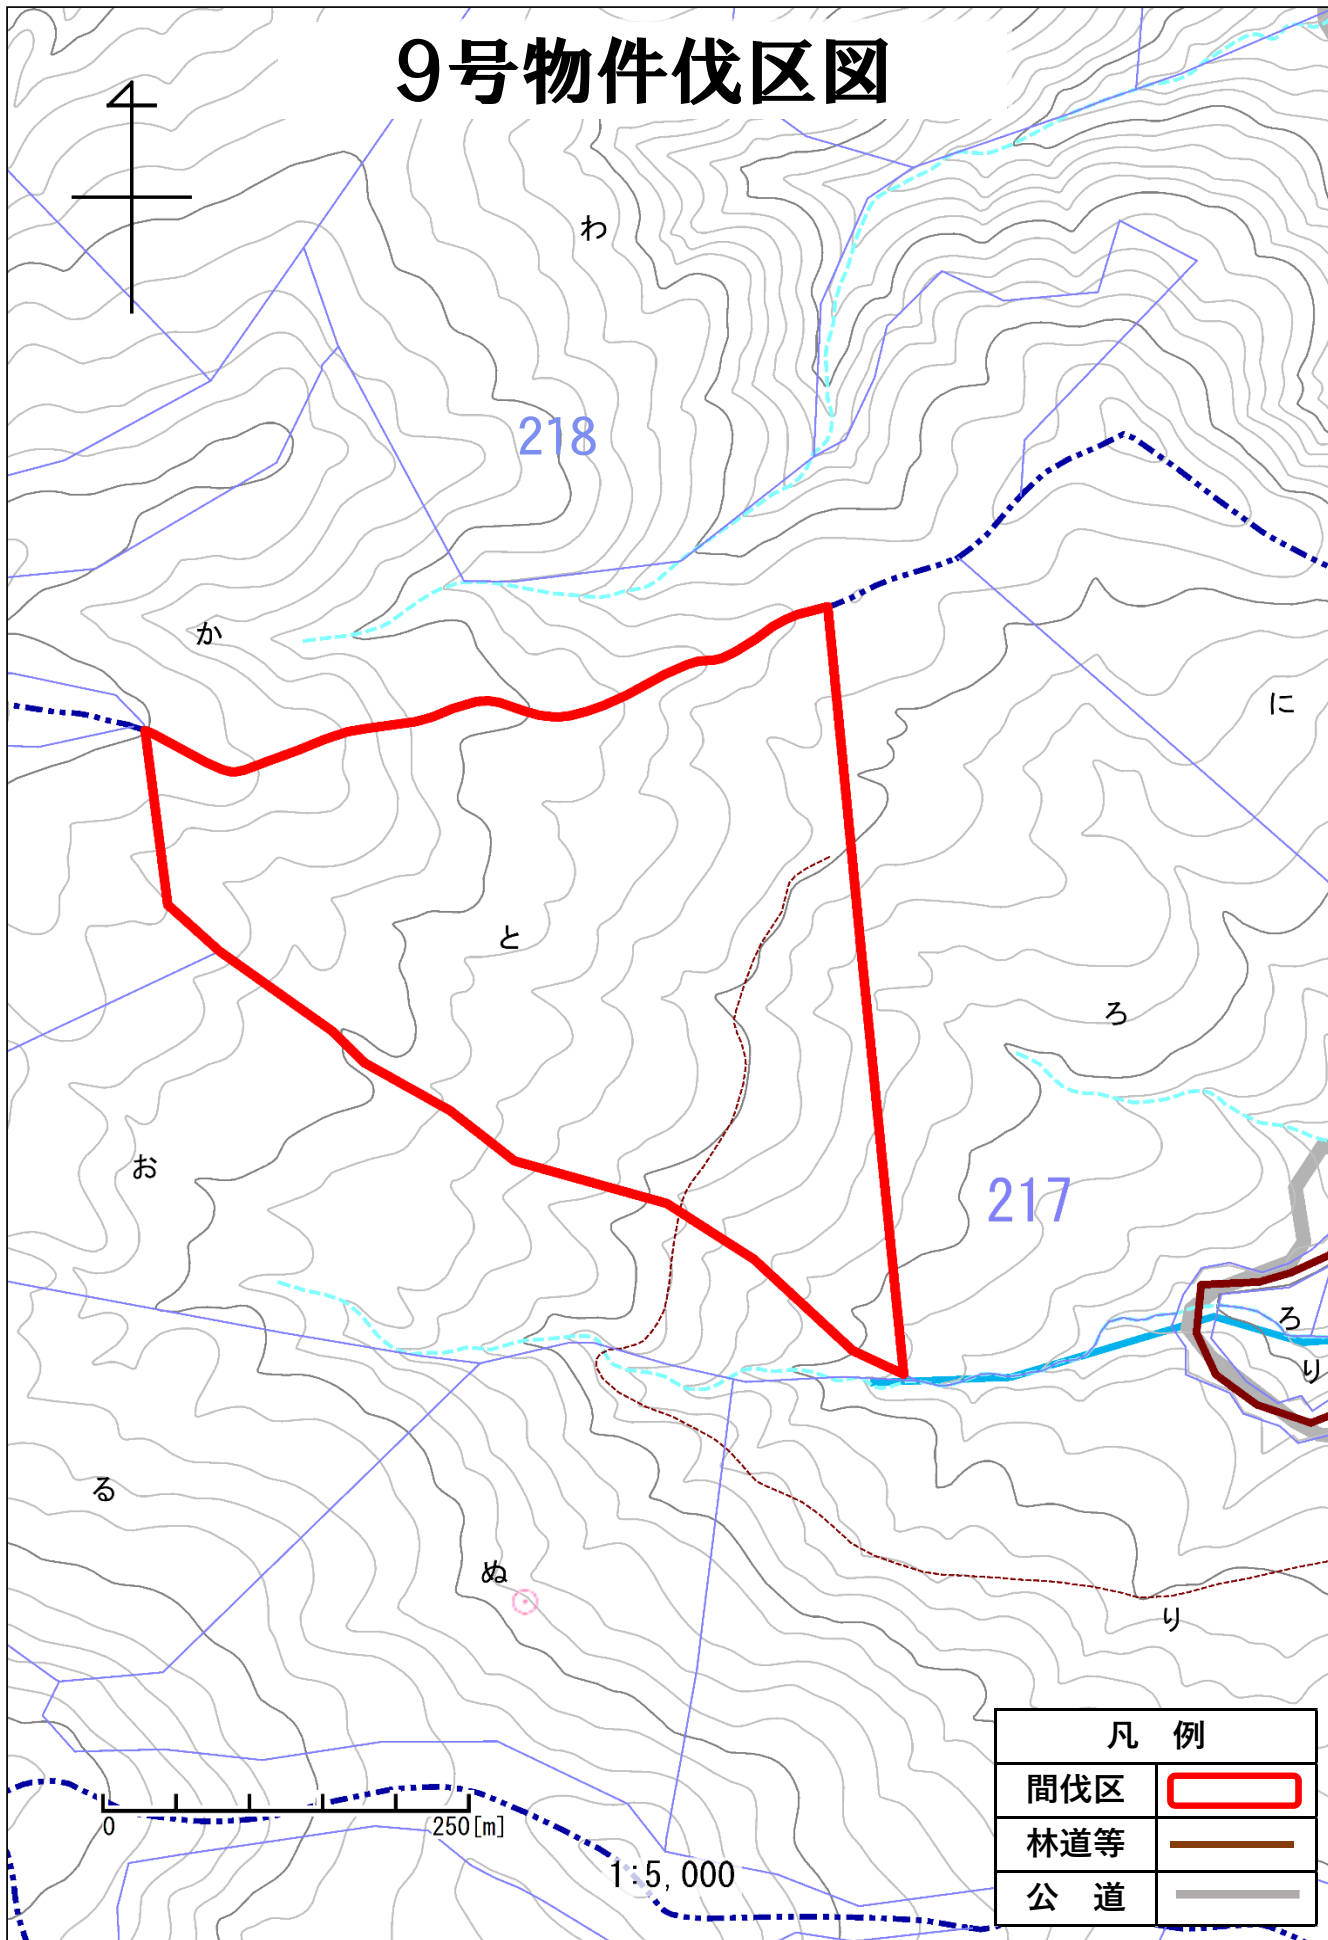 9号物件伐区図
わ
218
か
に
と
ろ
お
217
ろ
り
る
ぬ
り
0 250[m]
1:5,000
凡 例
間伐区
林道等
公 道